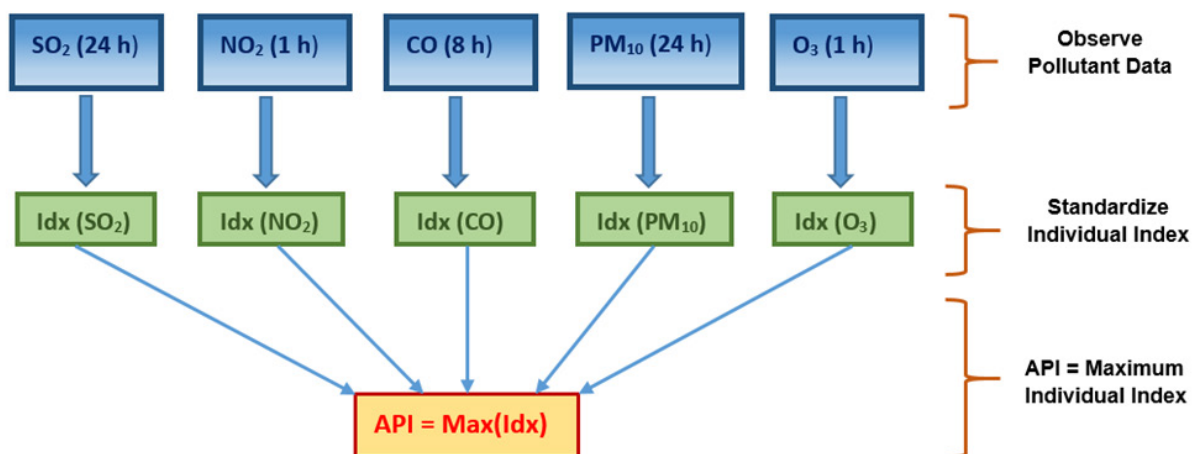 SO₂ (24 h)
NO₂ (1 h)
CO (8 h)
PM₁₀ (24 h)
O₃ (1 h)
Observe
Pollutant Data
Idx (SO₂)
Idx (NO₂)
Idx (CO)
Idx (PM₁₀)
Idx (O₃)
Standardize
Individual Index
API = Max(Idx)
API = Maximum
Individual Index